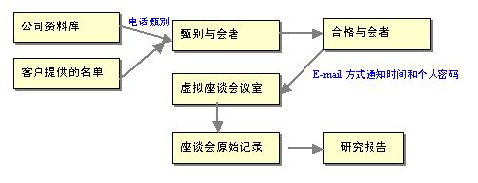 公司资料库
电话甄别
甄别与会者
合格与会者
客户提供的名单
E-mail 方式通知时间和个人密码
虚拟座谈会议室
座谈会原始记录
研究报告